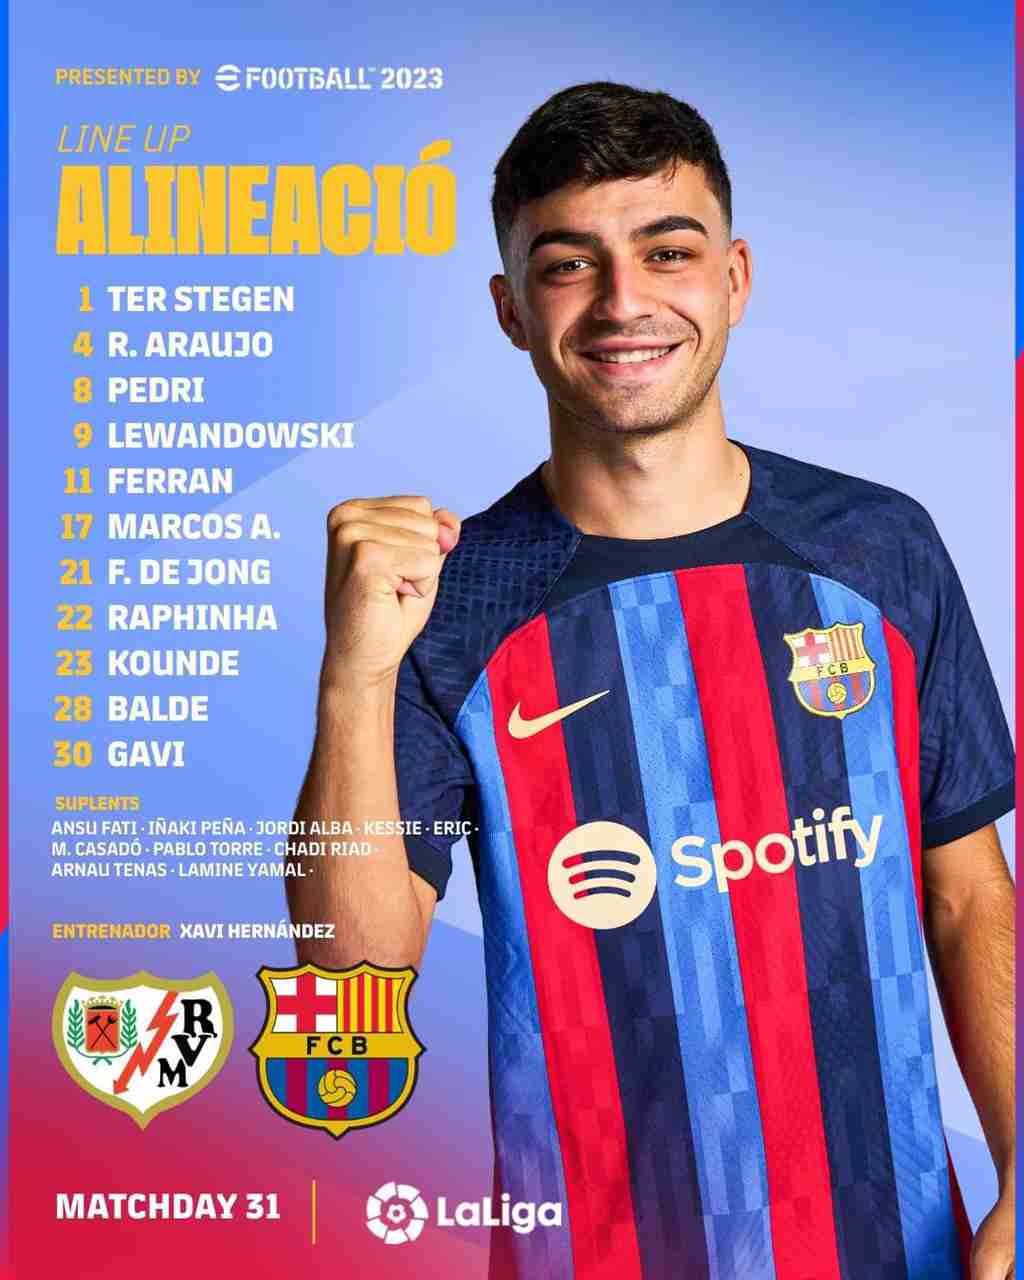 PRESENTED BY eFOOTBALL™ 2023
LINE UP
ALINEACIÓ
1 TER STEGEN
4 R. ARAUJO
8 PEDRI
9 LEWANDOWSKI
11 FERRAN
17 MARCOS A.
21 F. DE JONG
22 RAPHINHA
23 KOUNDE
28 BALDE
30 GAVI
SUPLENTS
ANSU FATI · IÑAKI PEÑA · JORDI ALBA · KESSIE · ERIC ·
M. CASADÓ · PABLO TORRE · CHADI RIAD ·
ARNAU TENAS · LAMINE YAMAL ·
ENTRENADOR XAVI HERNÁNDEZ
RVM
FCB
MATCHDAY 31
LaLiga
FCB
Spotify